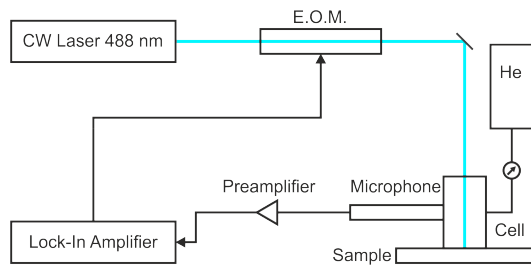 E.O.M.
CW Laser 488 nm
He
Preamplifier
Microphone
Cell
Lock-In Amplifier
Sample